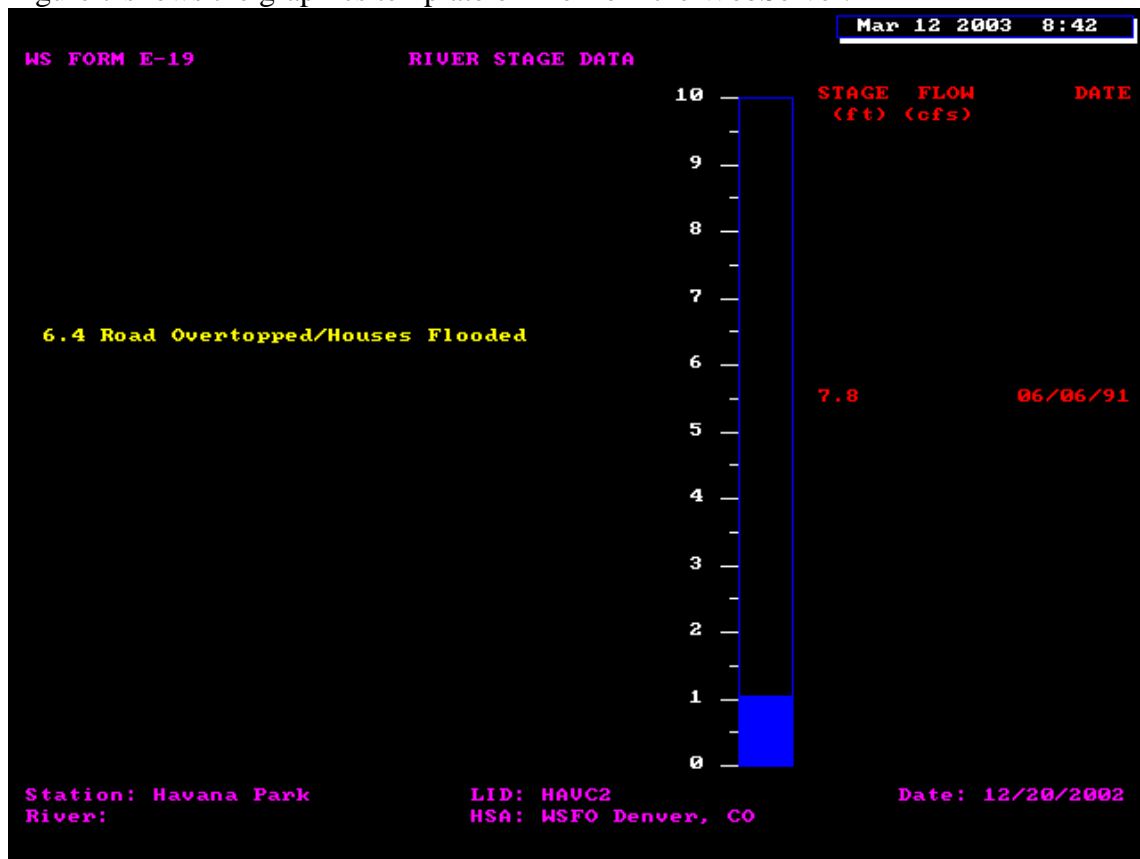 Mar 12 2003 8:42
WS FORM E-19 RIVER STAGE DATA
STAGE FLOW DATE
(ft) (cfs)
10
9
8
7
6.4 Road Overtopped/Houses Flooded
6
7.8 06/06/91
5
4
3
2
1
0
Station: Havana Park LID: HAVC2 Date: 12/20/2002
River: HSA: WSFO Denver, CO